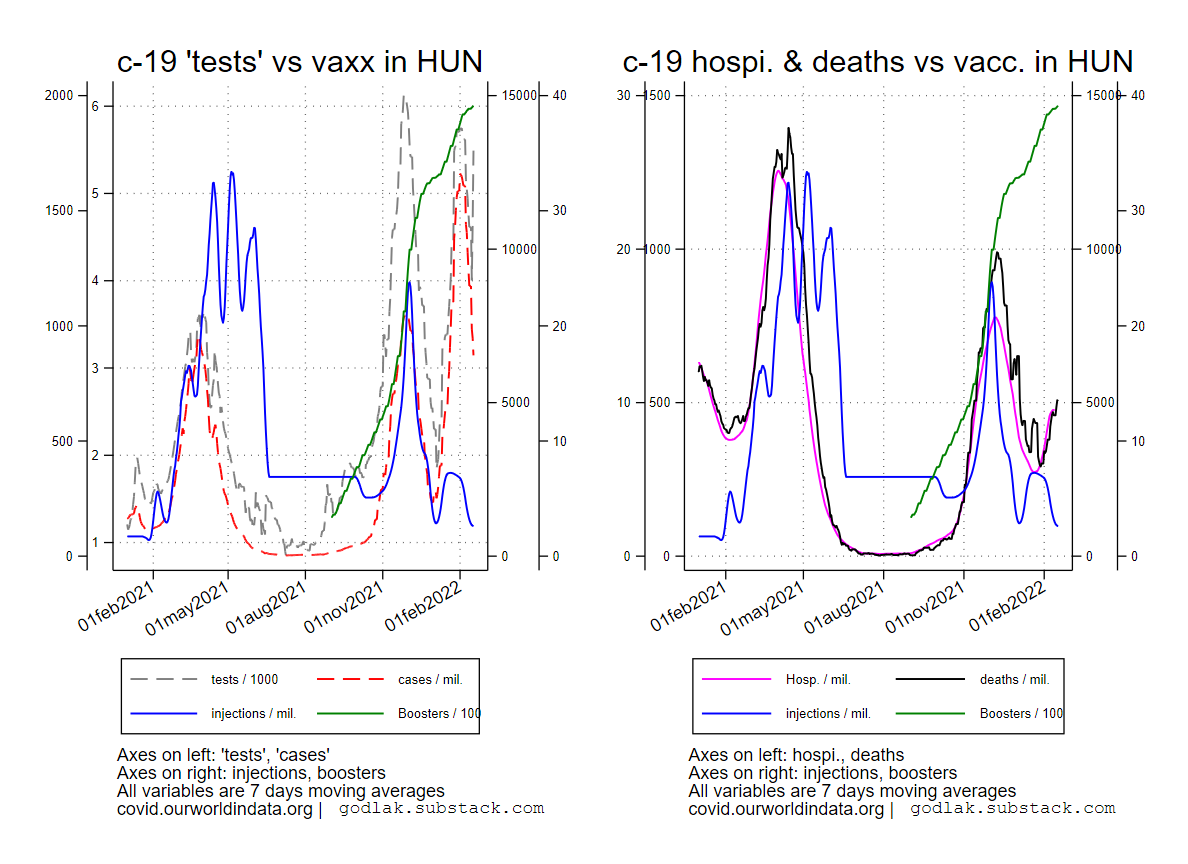 c-19 'tests' vs vaxx in HUN
2000
1500
1000
500
0
6
5
4
3
2
1
15000
10000
5000
0
40
30
20
10
0
01feb2021
01may2021
01aug2021
01nov2021
01feb2022
tests / 1000
cases / mil.
injections / mil.
Boosters / 100
Axes on left: 'tests', 'cases'
Axes on right: injections, boosters
All variables are 7 days moving averages
covid.ourworldindata.org | godlak.substack.com
c-19 hospi. & deaths vs vacc. in HUN
30
20
10
0
1500
1000
500
0
15000
10000
5000
0
40
30
20
10
0
01feb2021
01may2021
01aug2021
01nov2021
01feb2022
Hosp. / mil.
deaths / mil.
injections / mil.
Boosters / 100
Axes on left: hospi., deaths
Axes on right: injections, boosters
All variables are 7 days moving averages
covid.ourworldindata.org | godlak.substack.com